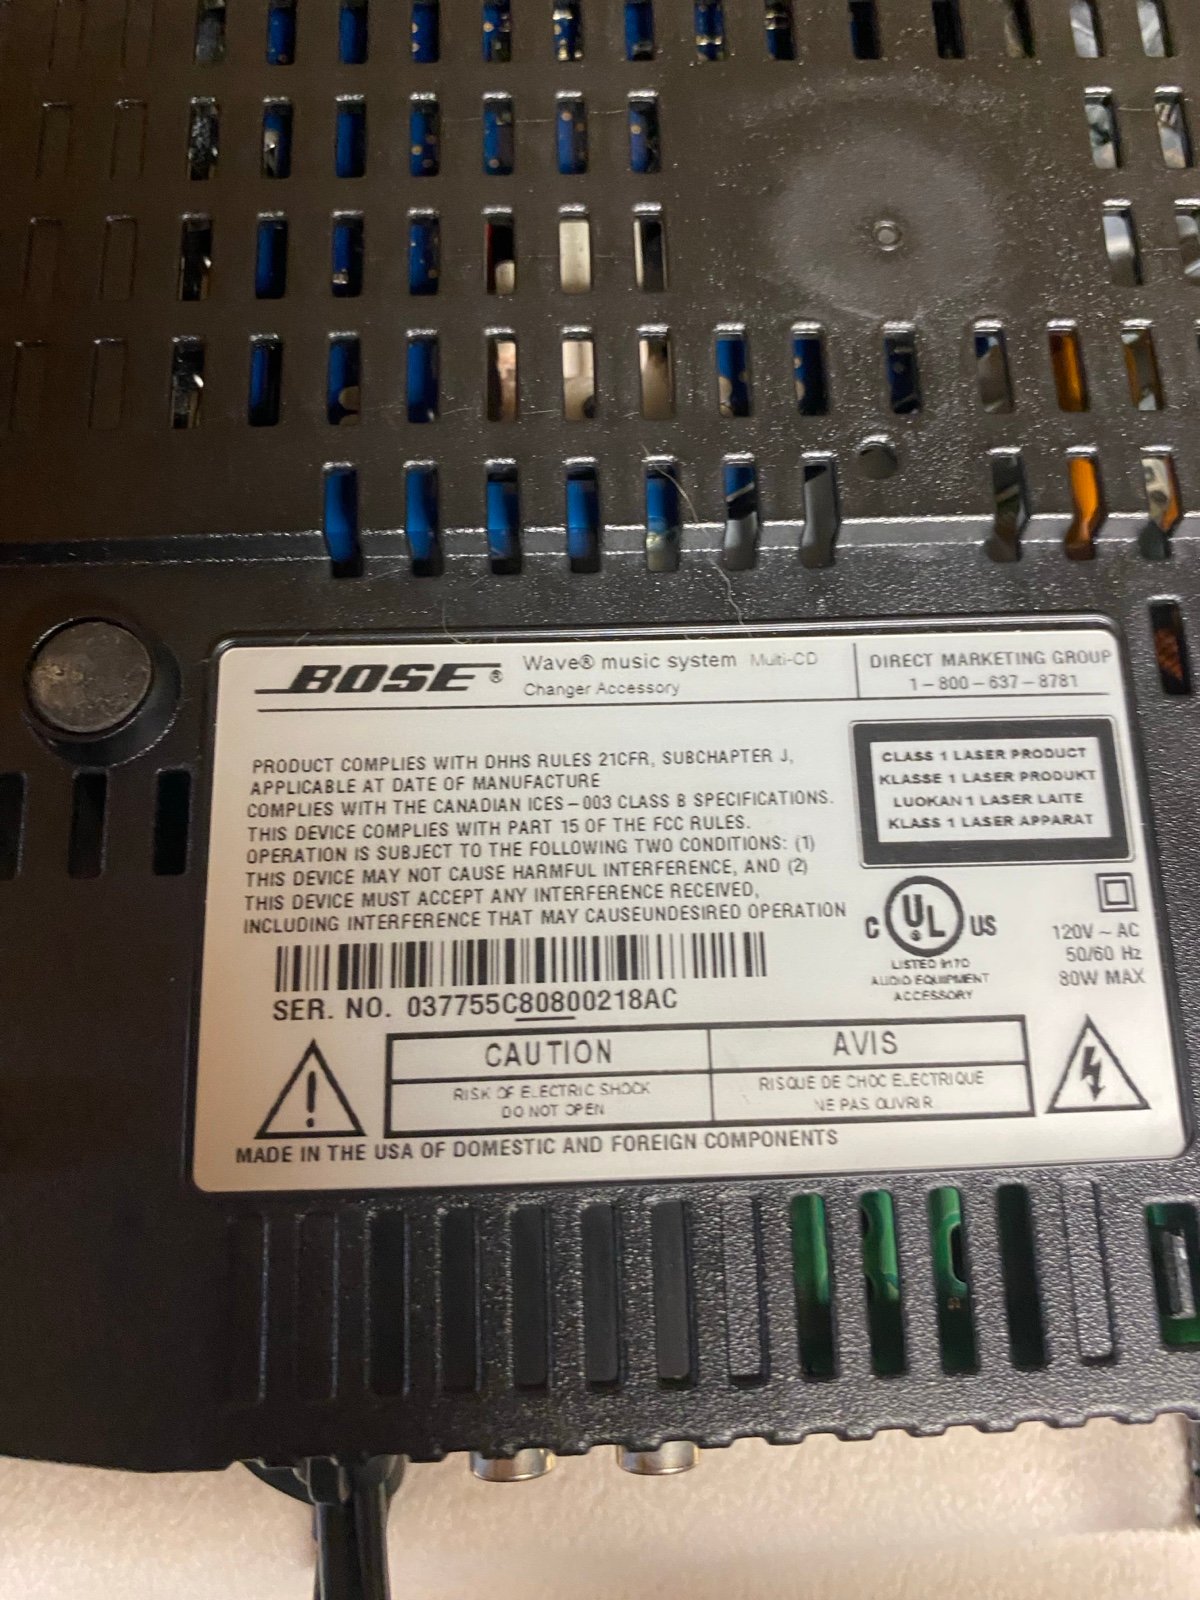 BOSE®
Wave® music system Multi-CD
Changer Accessory
DIRECT MARKETING GROUP
1-800-637-8781
PRODUCT COMPLIES WITH DHHS RULES 21CFR, SUBCHAPTER J,
APPLICABLE AT DATE OF MANUFACTURE
COMPLIES WITH THE CANADIAN ICES-003 CLASS B SPECIFICATIONS.
THIS DEVICE COMPLIES WITH PART 15 OF THE FCC RULES.
OPERATION IS SUBJECT TO THE FOLLOWING TWO CONDITIONS: (1)
THIS DEVICE MAY NOT CAUSE HARMFUL INTERFERENCE, AND (2)
THIS DEVICE MUST ACCEPT ANY INTERFERENCE RECEIVED,
INCLUDING INTERFERENCE THAT MAY CAUSEUNDESIRED OPERATION
CLASS 1 LASER PRODUCT
KLASSE 1 LASER PRODUKT
LUOKAN 1 LASER LAITE
KLASS 1 LASER APPARAT
C UL® US
LISTED
AUDIO EQUIPMENT
ACCESSORY
120V ~ AC
50/60 Hz
80W MAX
SER. NO. 037755C80800218AC
CAUTION
RISK OF ELECTRIC SHOCK
DO NOT OPEN
AVIS
RISQUE DE CHOC ELECTRIQUE
NE PAS OUVRIR
MADE IN THE USA OF DOMESTIC AND FOREIGN COMPONENTS